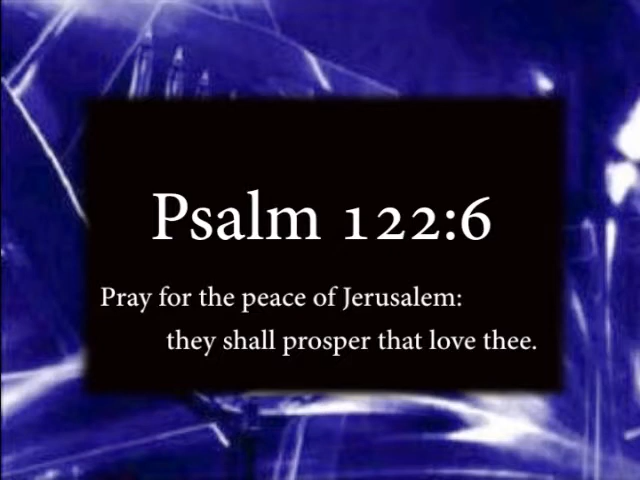 Psalm 122:6
Pray for the peace of Jerusalem:
they shall prosper that love thee.